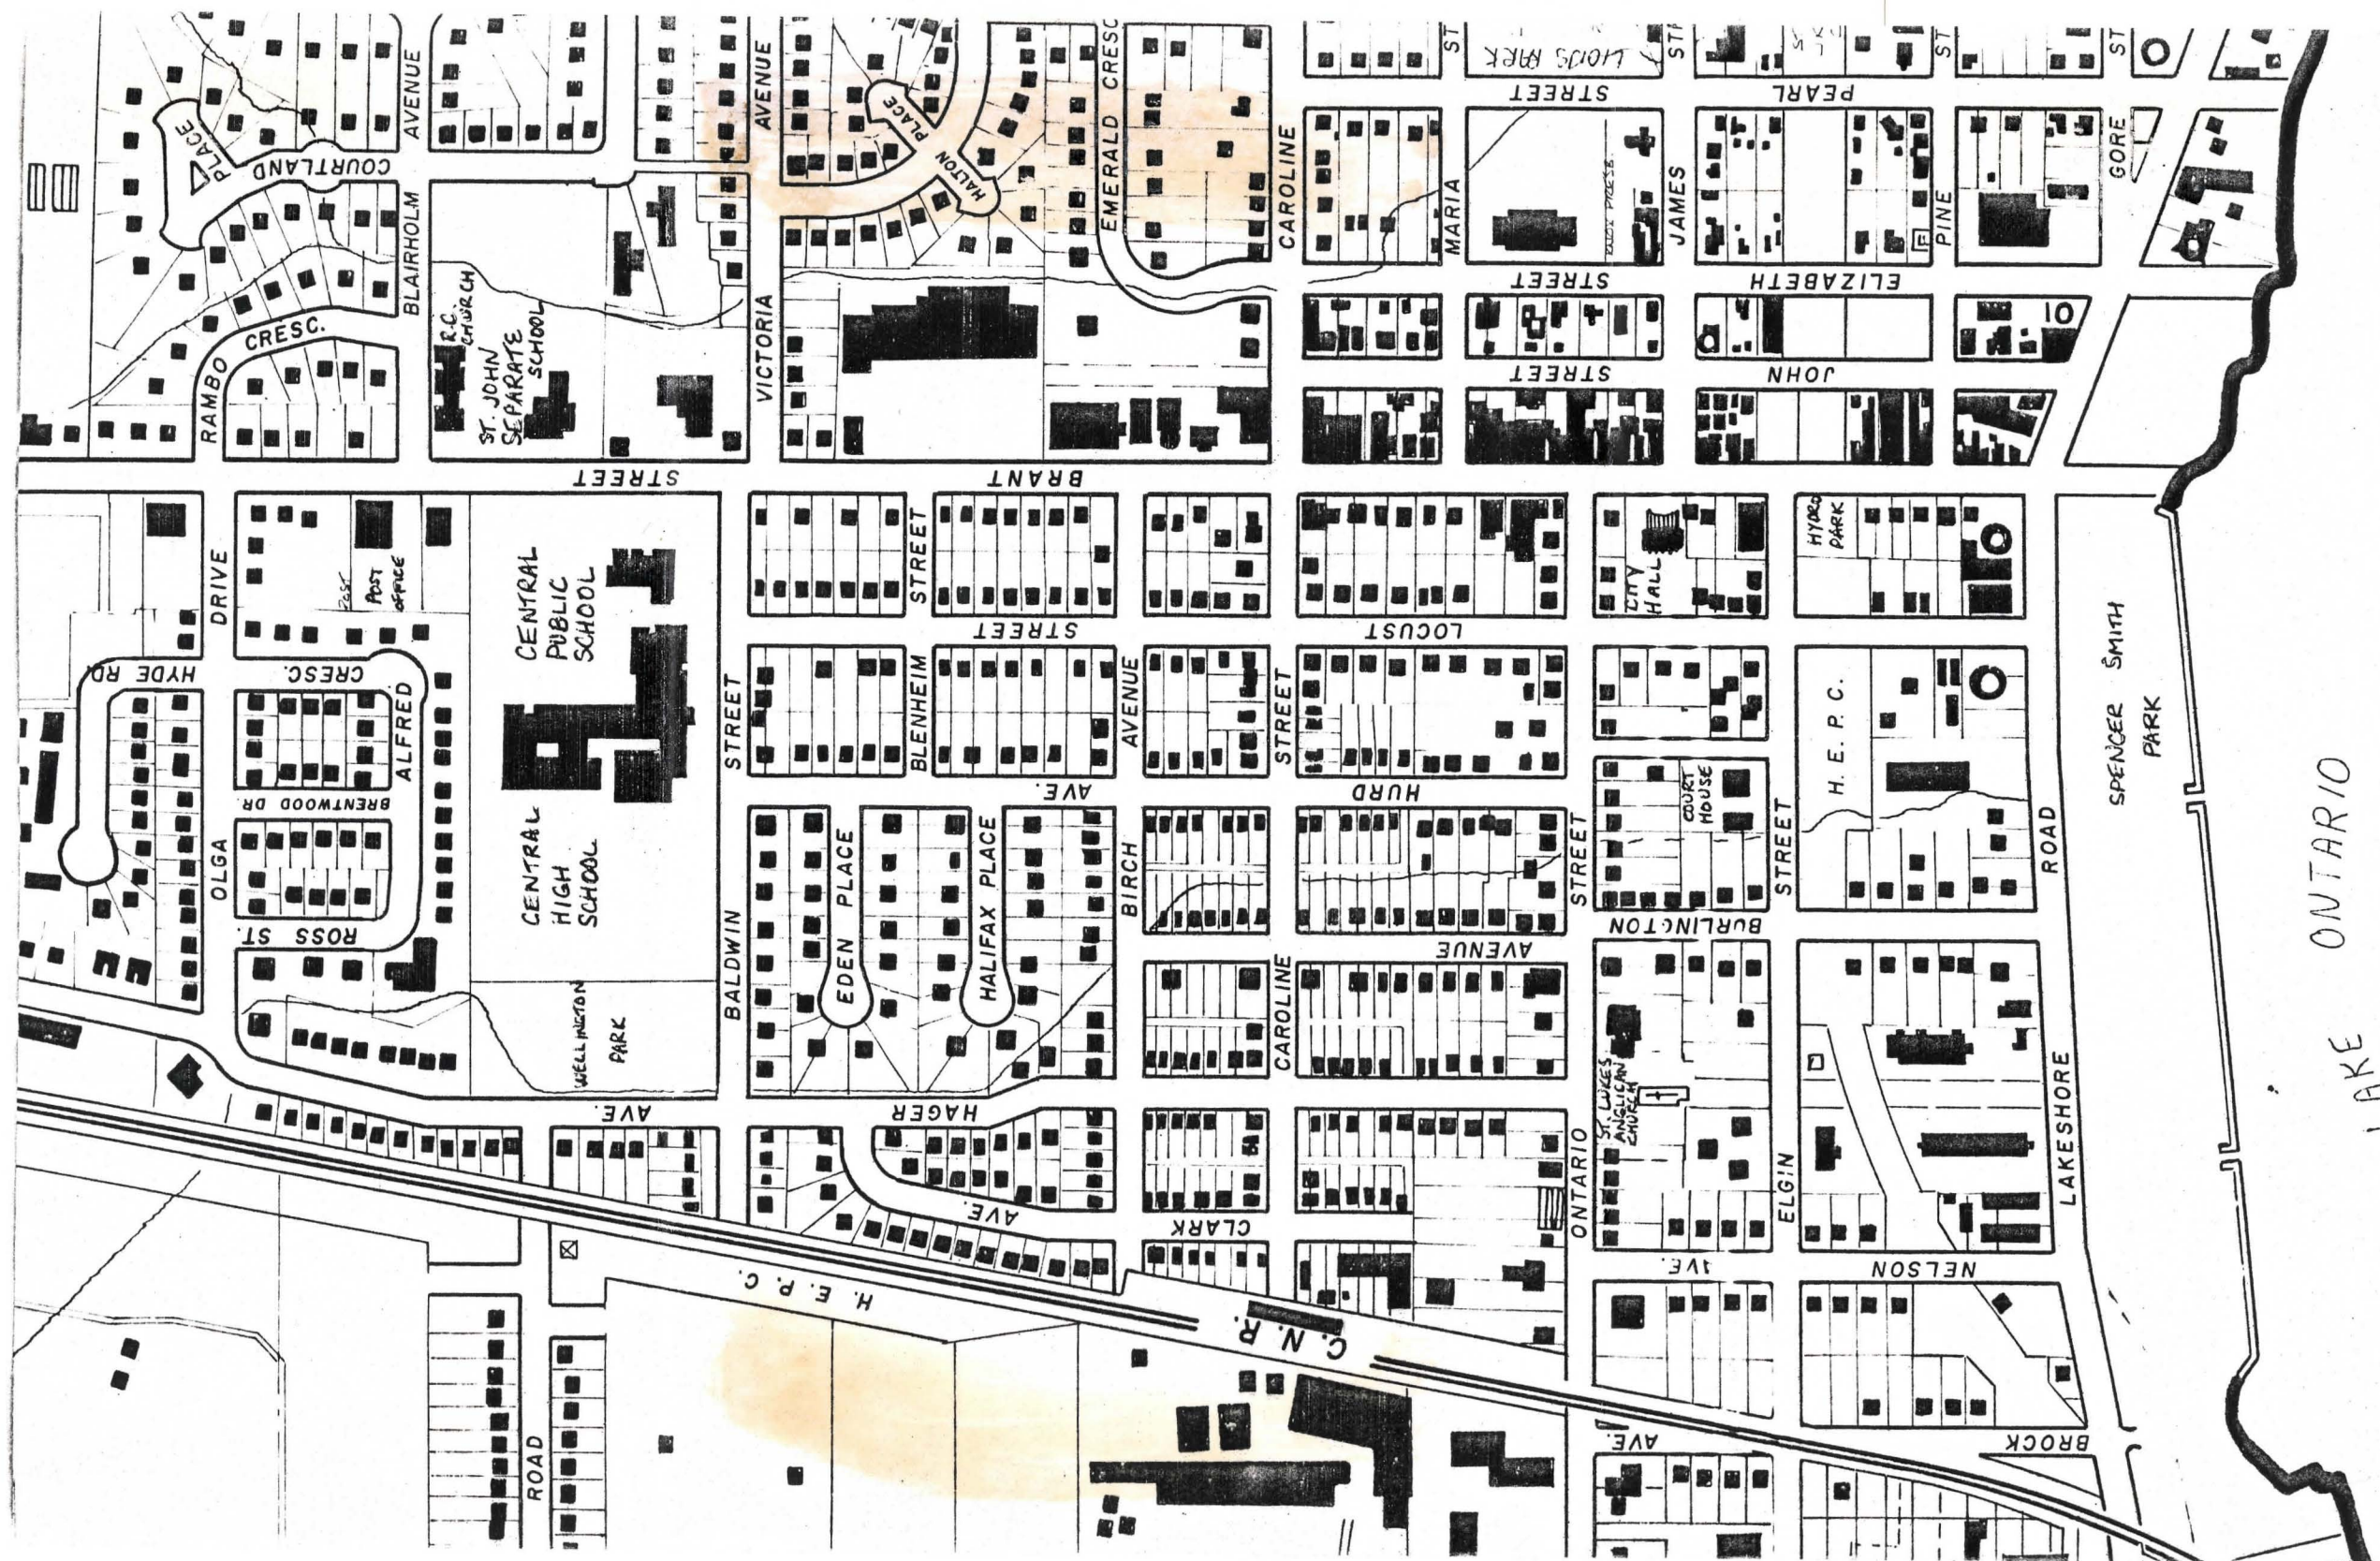 AVENUE
AVENUE
PLACE
HALTON
EMERALD CRESC
CAROLINE
ST
LIONS PARK
ST
ST
STREET
PEARL
PLACE
COURTLAND
BLAIRHOLM
MARIA
JAMES
PINE
GORE
STREET
ELIZABETH
R.C.
CHURCH
ST. JOHN
SEPARATE
SCHOOL
VICTORIA
CRESC.
RAMBO
STREET
JOHN
STREET
BRANT
DRIVE
POST
OFFICE
CENTRAL
PUBLIC
SCHOOL
STREET
CITY
HALL
HYDRO
PARK
STREET
LOCUST
HYDE RD.
CRESC.
ALFRED
BRENTWOOD DR.
OLGA
STREET
BLENHEIM
AVENUE
STREET
H. E. P. C.
SPENCER SMITH
PARK
AVE.
HURD
COURT
HOUSE
STREET
STREET
ROAD
CENTRAL
HIGH
SCHOOL
EDEN PLACE
HALIFAX PLACE
BIRCH
ROSS ST.
BALDWIN
AVENUE
BURLINGTON
LAKE ONTARIO
WELLINGTON
PARK
CAROLINE
ST. LUKES
ANGLICAN
CHURCH
LAKESHORE
AVE.
HAGER
AVE.
CLARK
ONTARIO
ELGIN
H. E. P. C.
C. N. R.
AVE.
NELSON
ROAD
AVE.
BROCK